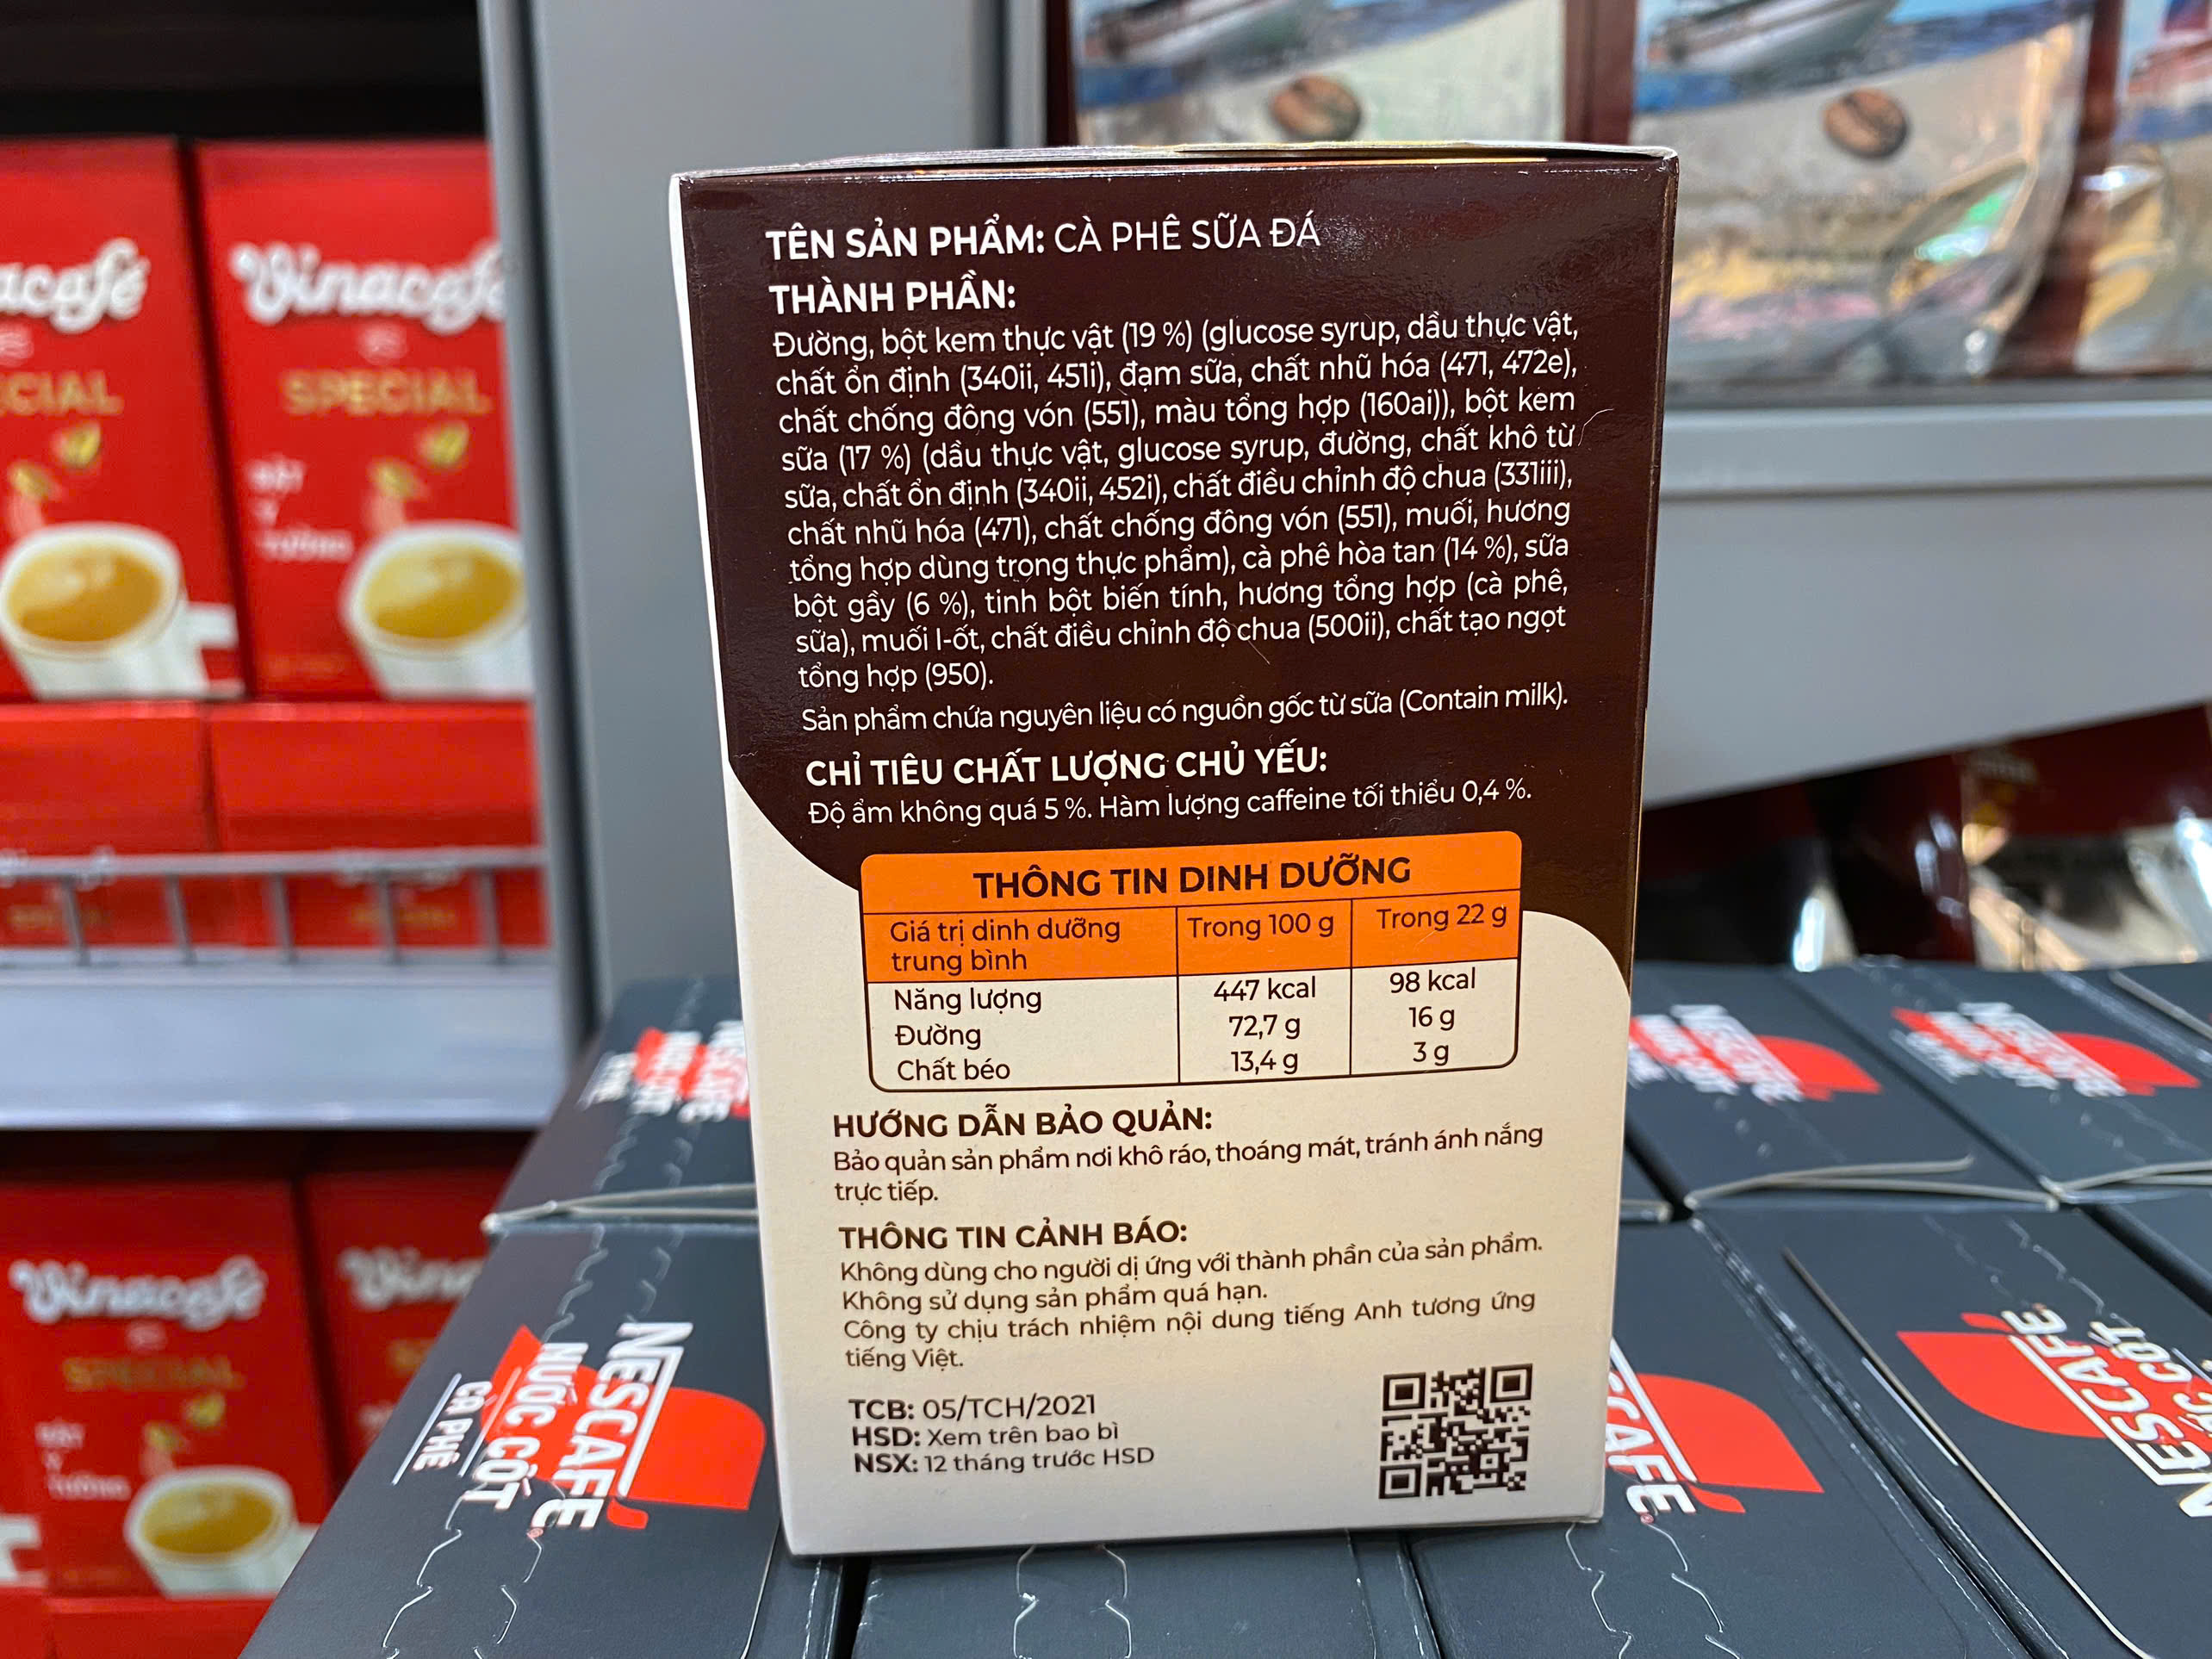 TÊN SẢN PHẨM: CÀ PHÊ SỮA ĐÁ
THÀNH PHẦN:
Đường, bột kem thực vật (19 %) (glucose syrup, dầu thực vật,
chất ổn định (340ii, 451i), đạm sữa, chất nhũ hóa (471, 472e),
chất chống đông vón (551), màu tổng hợp (160ai)), bột kem
sữa (17 %) (dầu thực vật, glucose syrup, đường, chất khô từ
sữa, chất ổn định (340ii, 452i), chất điều chỉnh độ chua (331iii),
chất nhũ hóa (471), chất chống đông vón (551), muối, hương
tổng hợp dùng trong thực phẩm), cà phê hòa tan (14 %), sữa
bột gầy (6 %), tinh bột biến tính, hương tổng hợp (cà phê,
sữa), muối I-ốt, chất điều chỉnh độ chua (500ii), chất tạo ngọt
tổng hợp (950).
Sản phẩm chứa nguyên liệu có nguồn gốc từ sữa (Contain milk).
CHỈ TIÊU CHẤT LƯỢNG CHỦ YẾU:
Độ ẩm không quá 5 %. Hàm lượng caffeine tối thiểu 0,4 %.
THÔNG TIN DINH DƯỠNG
Giá trị dinh dưỡng trung bình Trong 100 g Trong 22 g
Năng lượng 447 kcal 98 kcal
Đường 72,7 g 16 g
Chất béo 13,4 g 3 g
HƯỚNG DẪN BẢO QUẢN:
Bảo quản sản phẩm nơi khô ráo, thoáng mát, tránh ánh nắng
trực tiếp.
THÔNG TIN CẢNH BÁO:
Không dùng cho người dị ứng với thành phần của sản phẩm.
Không sử dụng sản phẩm quá hạn.
Công ty chịu trách nhiệm nội dung tiếng Anh tương ứng
tiếng Việt.
TCB: 05/TCH/2021
HSD: Xem trên bao bì
NSX: 12 tháng trước HSD
Vinacafé
SPECIAL
Vinacafé
SPECIAL
NESCAFÉ
NƯỚC CỐT
CÀ PHÊ
NESCAFÉ
NƯỚC CỐT